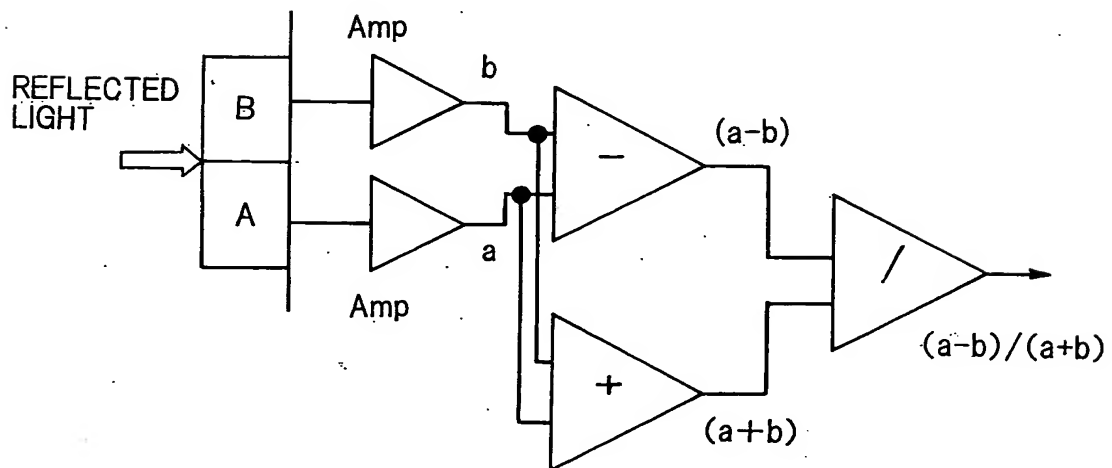 Amp
REFLECTED
LIGHT
B
b
A
a
Amp
−
(a−b)
/
(a−b)/(a+b)
+
(a+b)